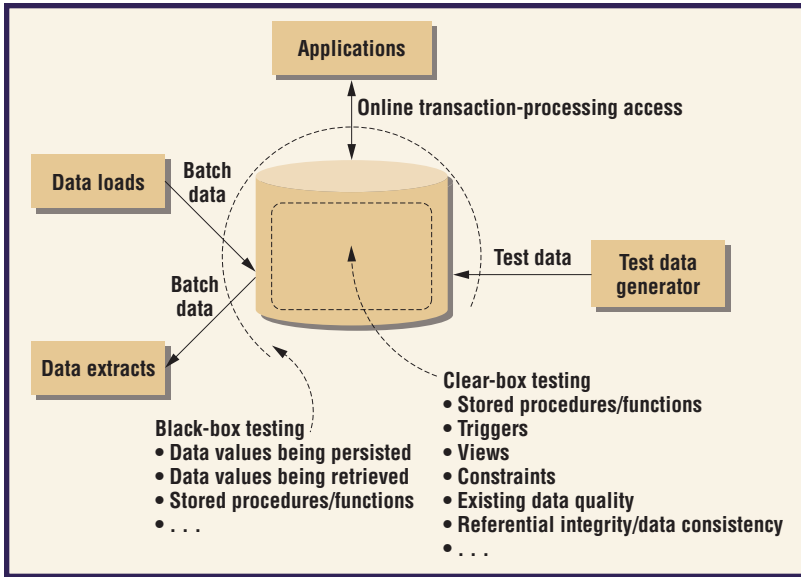 Applications
Online transaction-processing access
Data loads
Batch
data
Batch
data
Data extracts
Test data
Test data
generator
Black-box testing
• Data values being persisted
• Data values being retrieved
• Stored procedures/functions
• . . .
Clear-box testing
• Stored procedures/functions
• Triggers
• Views
• Constraints
• Existing data quality
• Referential integrity/data consistency
• . . .